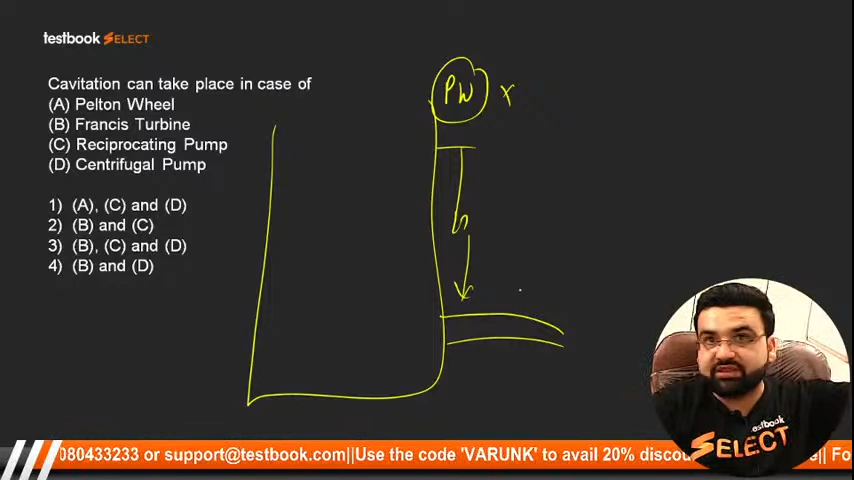 testbook SELECT
Cavitation can take place in case of
(A) Pelton Wheel
(B) Francis Turbine
(C) Reciprocating Pump
(D) Centrifugal Pump
1) (A), (C) and (D)
2) (B) and (C)
3) (B), (C) and (D)
4) (B) and (D)
PW x
h
testbook
SELECT
080433233 or support@testbook.com||Use the code 'VARUNK' to avail 20% discou || Fo